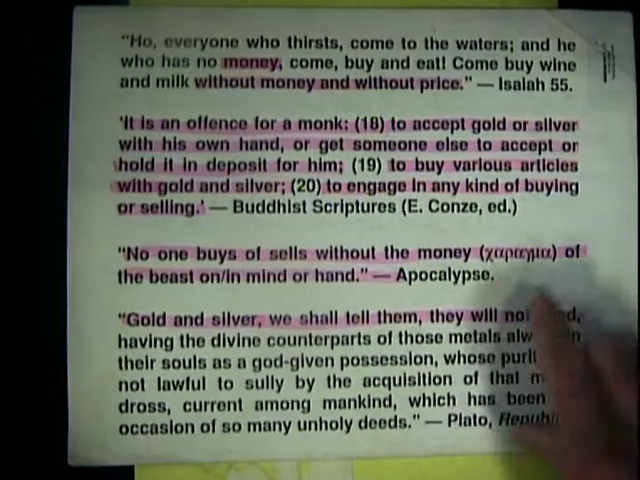 "Ho, everyone who thirsts, come to the waters; and he
who has no money, come, buy and eat! Come buy wine
and milk without money and without price." — Isaiah 55.
'It is an offence for a monk: (18) to accept gold or silver
with his own hand, or get someone else to accept or
hold it in deposit for him; (19) to buy various articles
with gold and silver; (20) to engage in any kind of buying
or selling.' — Buddhist Scriptures (E. Conze, ed.)
"No one buys of sells without the money (χαραγμα) of
the beast on/in mind or hand." — Apocalypse.
"Gold and silver, we shall tell them, they will not
having the divine counterparts of those metals
their souls as a god-given possession, whose
not lawful to sully by the acquisition of that
dross, current among mankind, which has been
occasion of so many unholy deeds." — Plato,